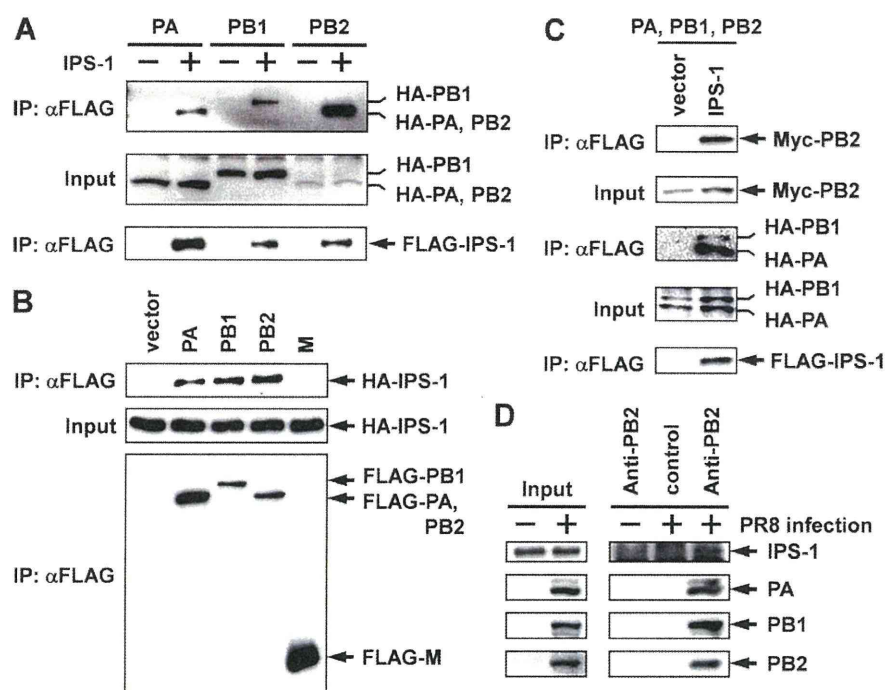 A
PA PB1 PB2
IPS-1 – + – + – +
IP: αFLAG
HA-PB1
HA-PA, PB2
Input
HA-PB1
HA-PA, PB2
IP: αFLAG
FLAG-IPS-1
B
vector PA PB1 PB2 M
IP: αFLAG
HA-IPS-1
Input
HA-IPS-1
IP: αFLAG
FLAG-PB1
FLAG-PA,
PB2
FLAG-M
C
PA, PB1, PB2
vector IPS-1
IP: αFLAG
Myc-PB2
Input
Myc-PB2
IP: αFLAG
HA-PB1
HA-PA
Input
HA-PB1
HA-PA
IP: αFLAG
FLAG-IPS-1
D
Input
Anti-PB2 control Anti-PB2
– + – + + PR8 infection
IPS-1
PA
PB1
PB2